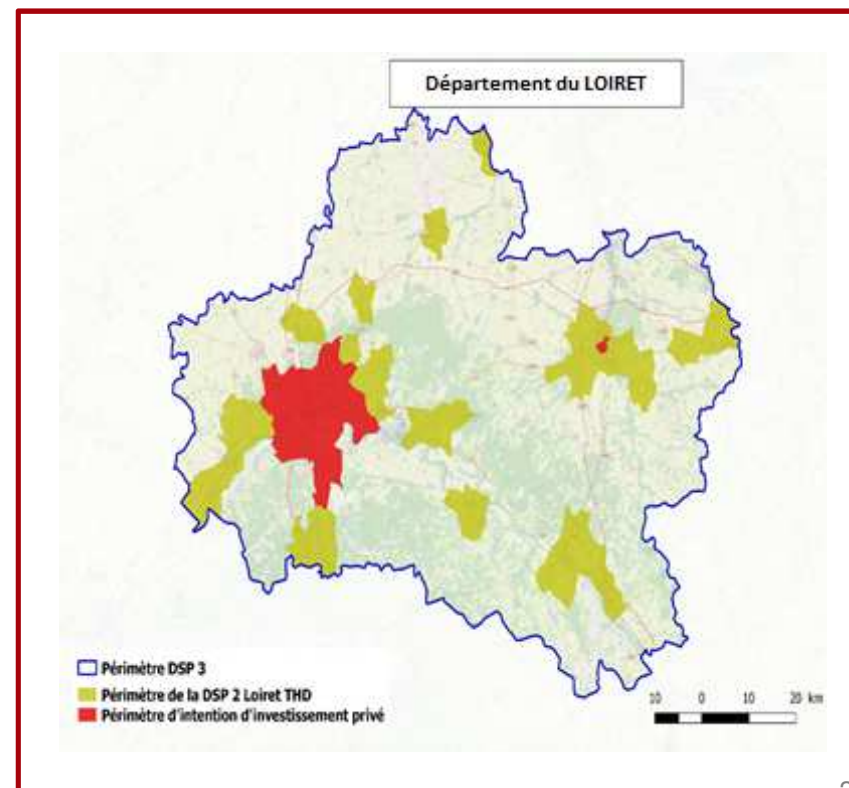 Département du LOIRET
Périmètre DSP 3
Périmètre de la DSP 2 Loiret THD
Périmètre d'intention d'investissement privé
10 0 10 20 km